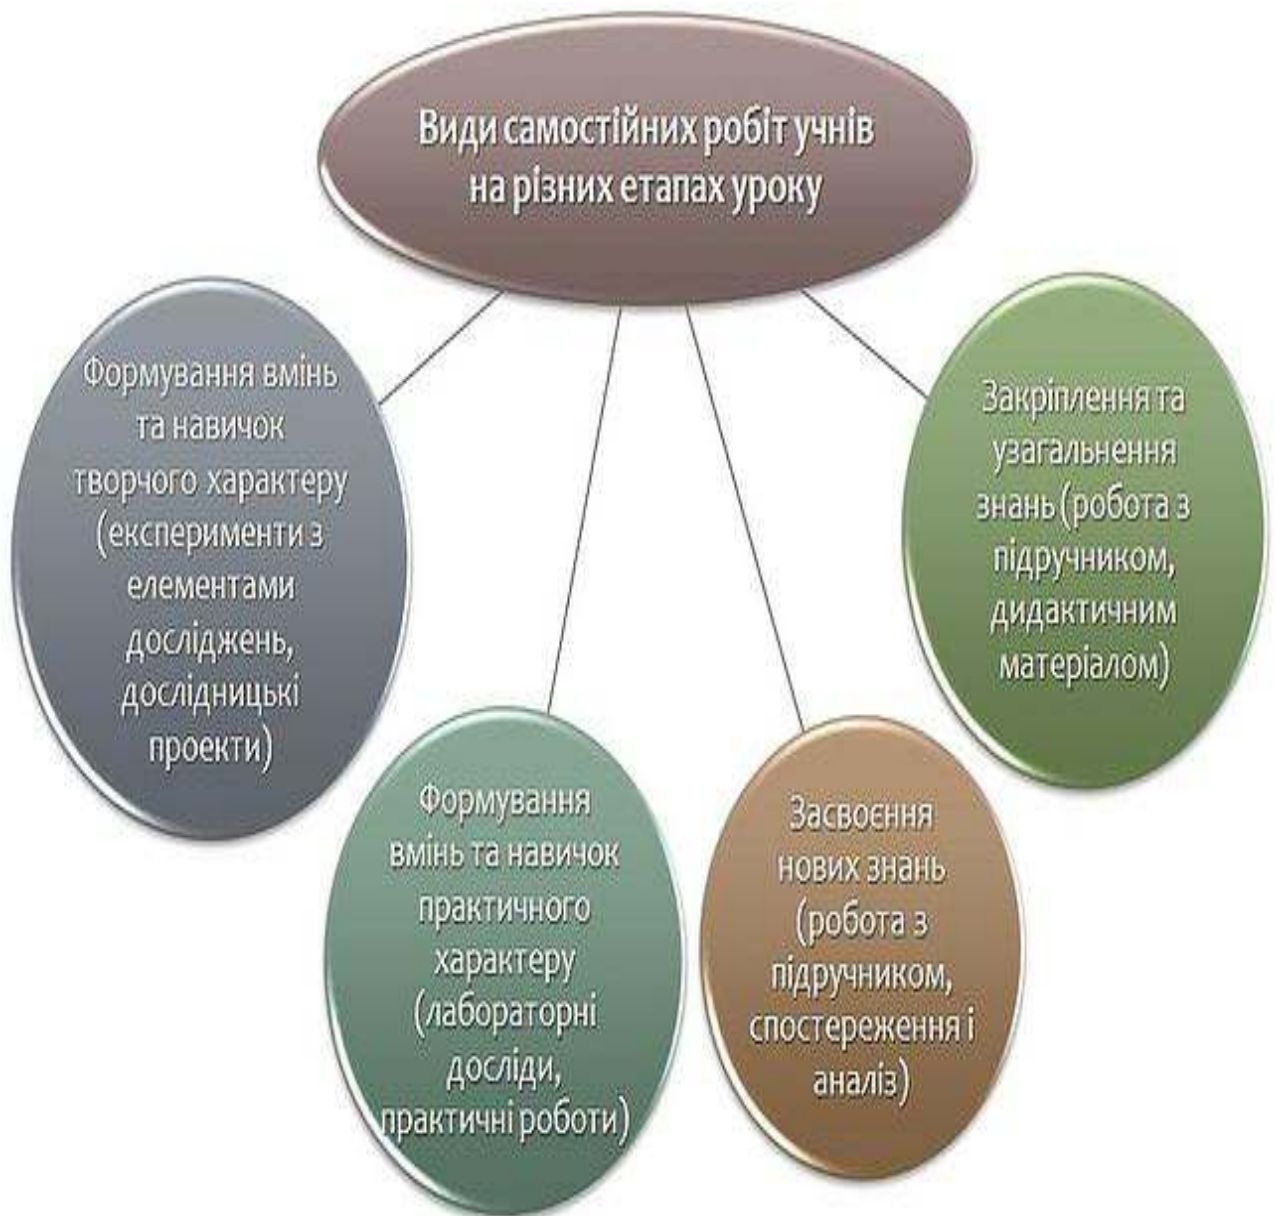 Види самостійних робіт учнів
на різних етапах уроку
Формування вмінь
та навичок
творчого характеру
(експерименти з
елементами
досліджень,
дослідницькі
проекти)
Формування
вмінь та навичок
практичного
характеру
(лабораторні
досліди,
практичні роботи)
Засвоєння
нових знань
(робота з
підручником,
спостереження і
аналіз)
Закріплення та
узагальнення
знань (робота з
підручником,
дидактичним
матеріалом)